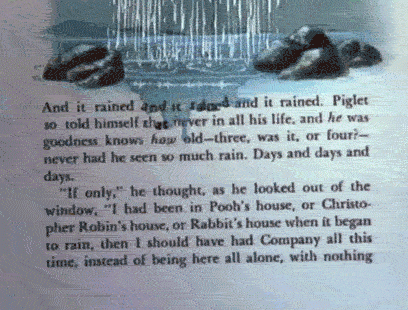 And it rained and it rained and it rained. Piglet
so told himself that never in all his life, and he was
goodness knows how old—three, was it, or four?—
never had he seen so much rain. Days and days and
days.
"If only," he thought, as he looked out of the
window, "I had been in Pooh's house, or Christo-
pher Robin's house, or Rabbit's house when it began
to rain, then I should have had Company all this
time, instead of being here all alone, with nothing